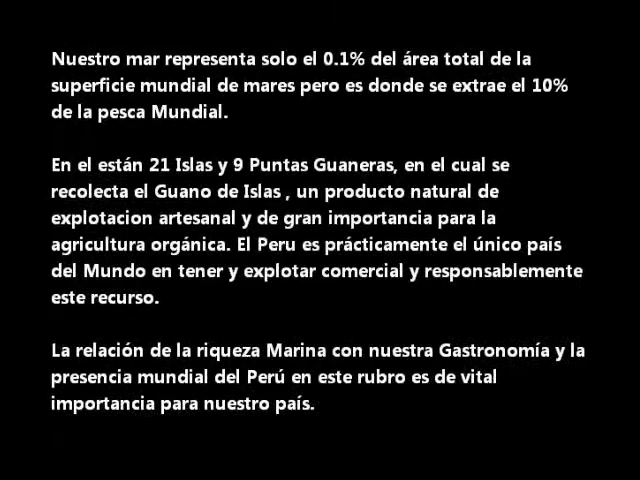 Nuestro mar representa solo el 0.1% del área total de la
superficie mundial de mares pero es donde se extrae el 10%
de la pesca Mundial.
En el están 21 Islas y 9 Puntas Guaneras, en el cual se
recolecta el Guano de Islas , un producto natural de
explotacion artesanal y de gran importancia para la
agricultura orgánica. El Peru es prácticamente el único país
del Mundo en tener y explotar comercial y responsablemente
este recurso.
La relación de la riqueza Marina con nuestra Gastronomía y la
presencia mundial del Perú en este rubro es de vital
importancia para nuestro país.